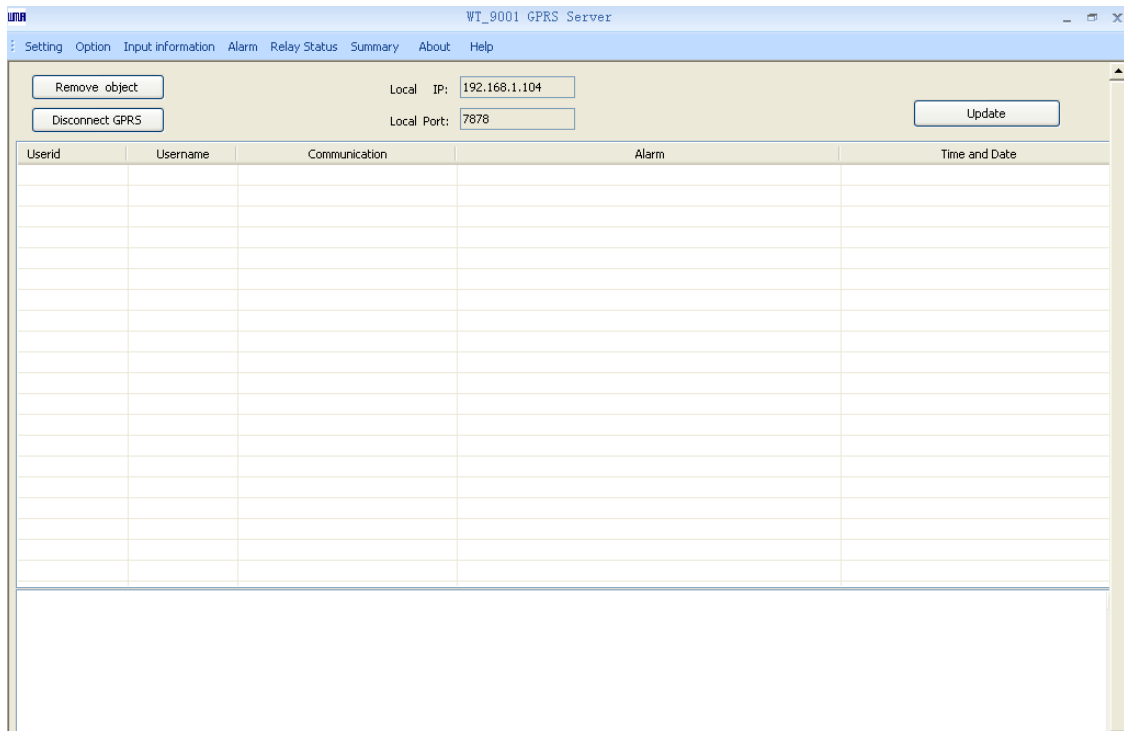 WT_9001 GPRS Server
Setting Option Input information Alarm Relay Status Summary About Help
Remove object
Local IP: 192.168.1.104
Disconnect GPRS
Local Port: 7878
Update
Userid Username Communication Alarm Time and Date